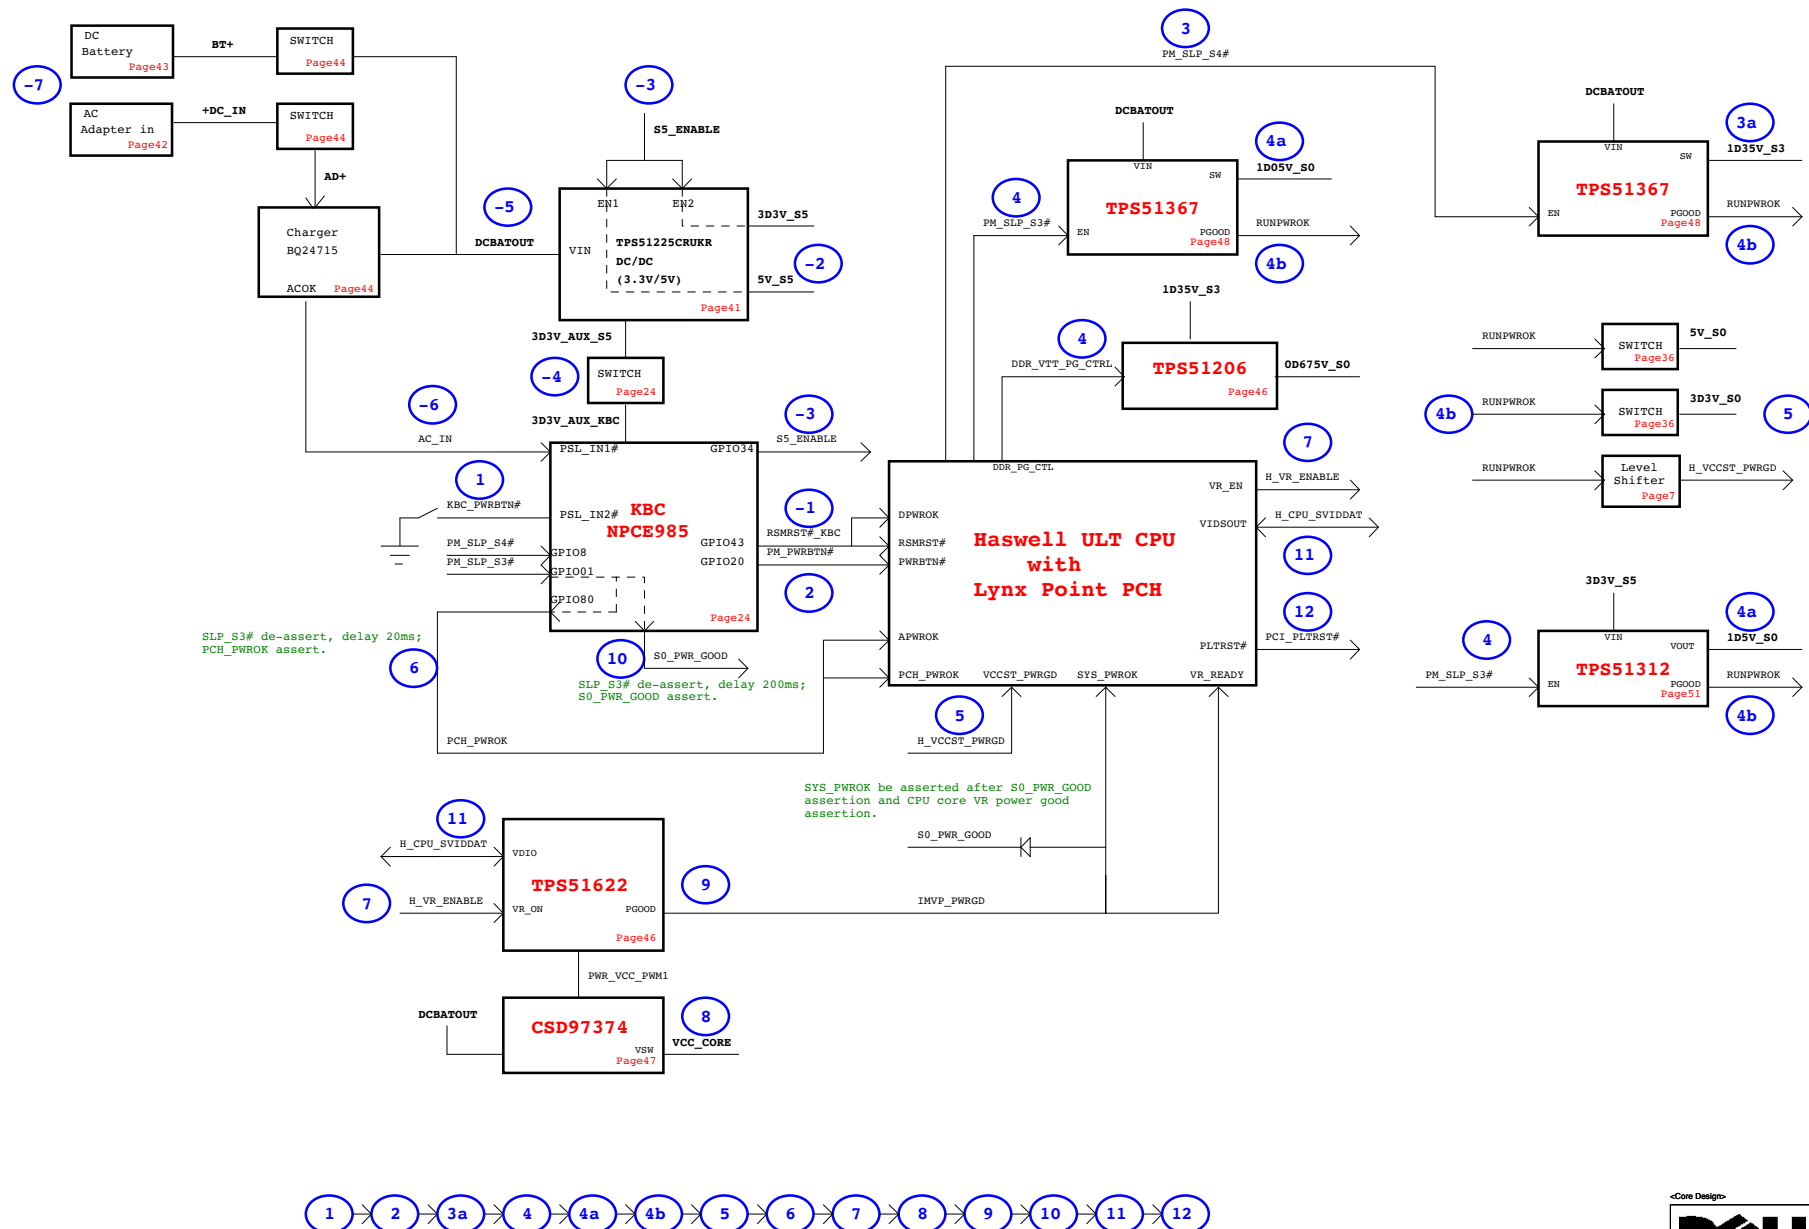 DC
Battery
Page43
BT+
SWITCH
Page44
-7
AC
Adapter in
Page42
+DC_IN
SWITCH
Page44
AD+
Charger
BQ24715
ACOK
Page44
-5
DCBATOUT
-3
S5_ENABLE
EN1
EN2
VIN
TPS51225CRUKR
DC/DC
(3.3V/5V)
Page41
3D3V_S5
-2
5V_S5
3D3V_AUX_S5
-4
SWITCH
Page24
3D3V_AUX_KBC
-6
AC_IN
-3
S5_ENABLE
PSL_IN1#
GPIO34
1
KBC_PWRBTN#
PSL_IN2#
KBC
NPCE985
PM_SLP_S4#
GPIO8
PM_SLP_S3#
GPIO01
GPIO80
GPIO43
GPIO20
Page24
-1
RSMRST#_KBC
PM_PWRBTN#
2
SLP_S3# de-assert, delay 20ms;
PCH_PWROK assert.
6
10
S0_PWR_GOOD
SLP_S3# de-assert, delay 200ms;
S0_PWR_GOOD assert.
PCH_PWROK
3
PM_SLP_S4#
DCBATOUT
VIN
4a
1D05V_S0
SW
4
PM_SLP_S3#
EN
TPS51367
PGOOD
Page48
RUNPWROK
4b
1D35V_S3
4
DDR_VTT_PG_CTRL
TPS51206
Page46
0D675V_S0
DDR_PG_CTL
DPWROK
RSMRST#
PWRBTN#
APWROK
PCH_PWROK
VCCST_PWRGD
SYS_PWROK
VR_READY
Haswell ULT CPU
with
Lynx Point PCH
VR_EN
VIDSOUT
PLTRST#
7
H_VR_ENABLE
H_CPU_SVIDDAT
11
12
PCI_PLTRST#
5
H_VCCST_PWRGD
SYS_PWROK be asserted after S0_PWR_GOOD
assertion and CPU core VR power good
assertion.
S0_PWR_GOOD
IMVP_PWRGD
DCBATOUT
VIN
3a
1D35V_S3
SW
TPS51367
EN
PGOOD
Page48
RUNPWROK
4b
RUNPWROK
SWITCH
Page36
5V_S0
4b
RUNPWROK
SWITCH
Page36
3D3V_S0
5
RUNPWROK
Level
Shifter
Page7
H_VCCST_PWRGD
3D3V_S5
VIN
4a
1D5V_S0
VOUT
4
PM_SLP_S3#
EN
TPS51312
PGOOD
Page51
RUNPWROK
4b
11
H_CPU_SVIDDAT
VDIO
TPS51622
7
H_VR_ENABLE
VR_ON
PGOOD
Page46
9
PWR_VCC_PWM1
DCBATOUT
CSD97374
VSW
Page47
8
VCC_CORE
1 2 3a 4 4a 4b 5 6 7 8 9 10 11 12
<Core Design>